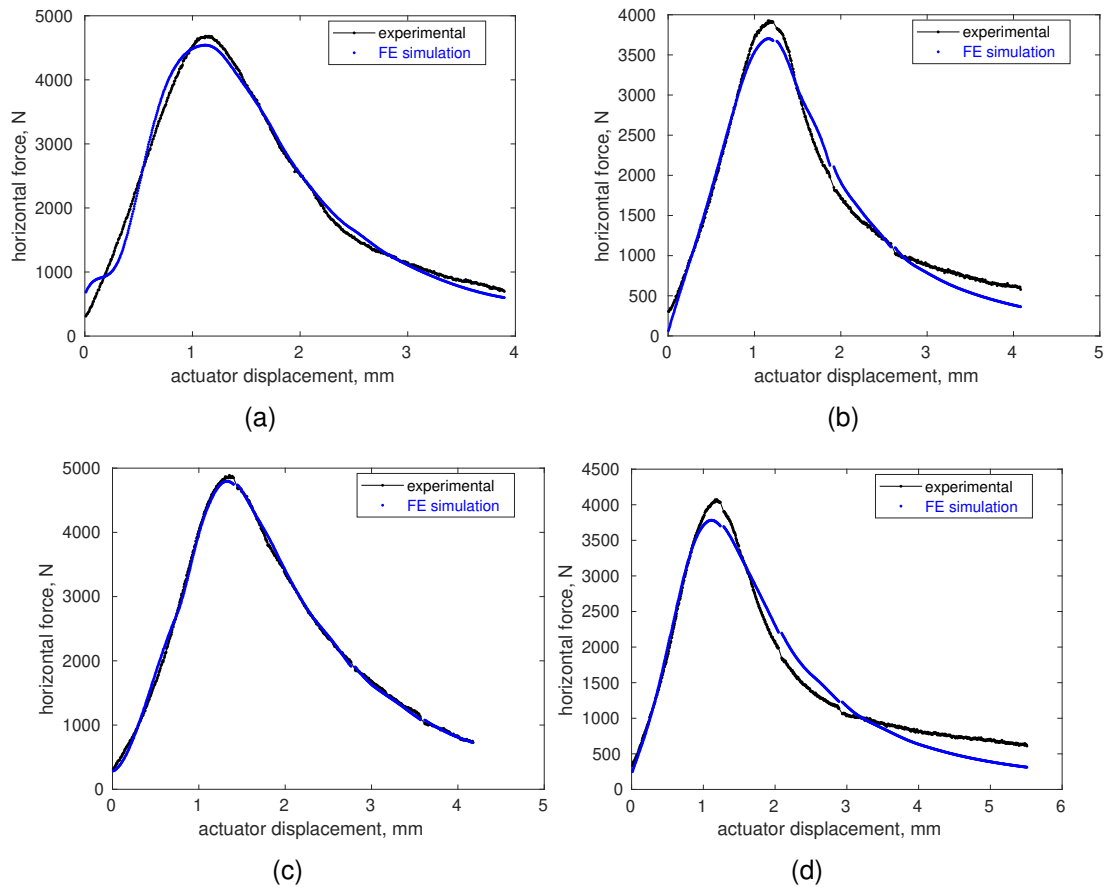 5000
4000
3000
2000
1000
0
horizontal force, N
experimental
FE simulation
0 1 2 3 4
actuator displacement, mm
(a)
4000
3500
3000
2500
2000
1500
1000
500
0
horizontal force, N
experimental
FE simulation
0 1 2 3 4 5
actuator displacement, mm
(b)
5000
4000
3000
2000
1000
0
horizontal force, N
experimental
FE simulation
0 1 2 3 4 5
actuator displacement, mm
(c)
4500
4000
3500
3000
2500
2000
1500
1000
500
0
horizontal force, N
experimental
FE simulation
0 1 2 3 4 5 6
actuator displacement, mm
(d)